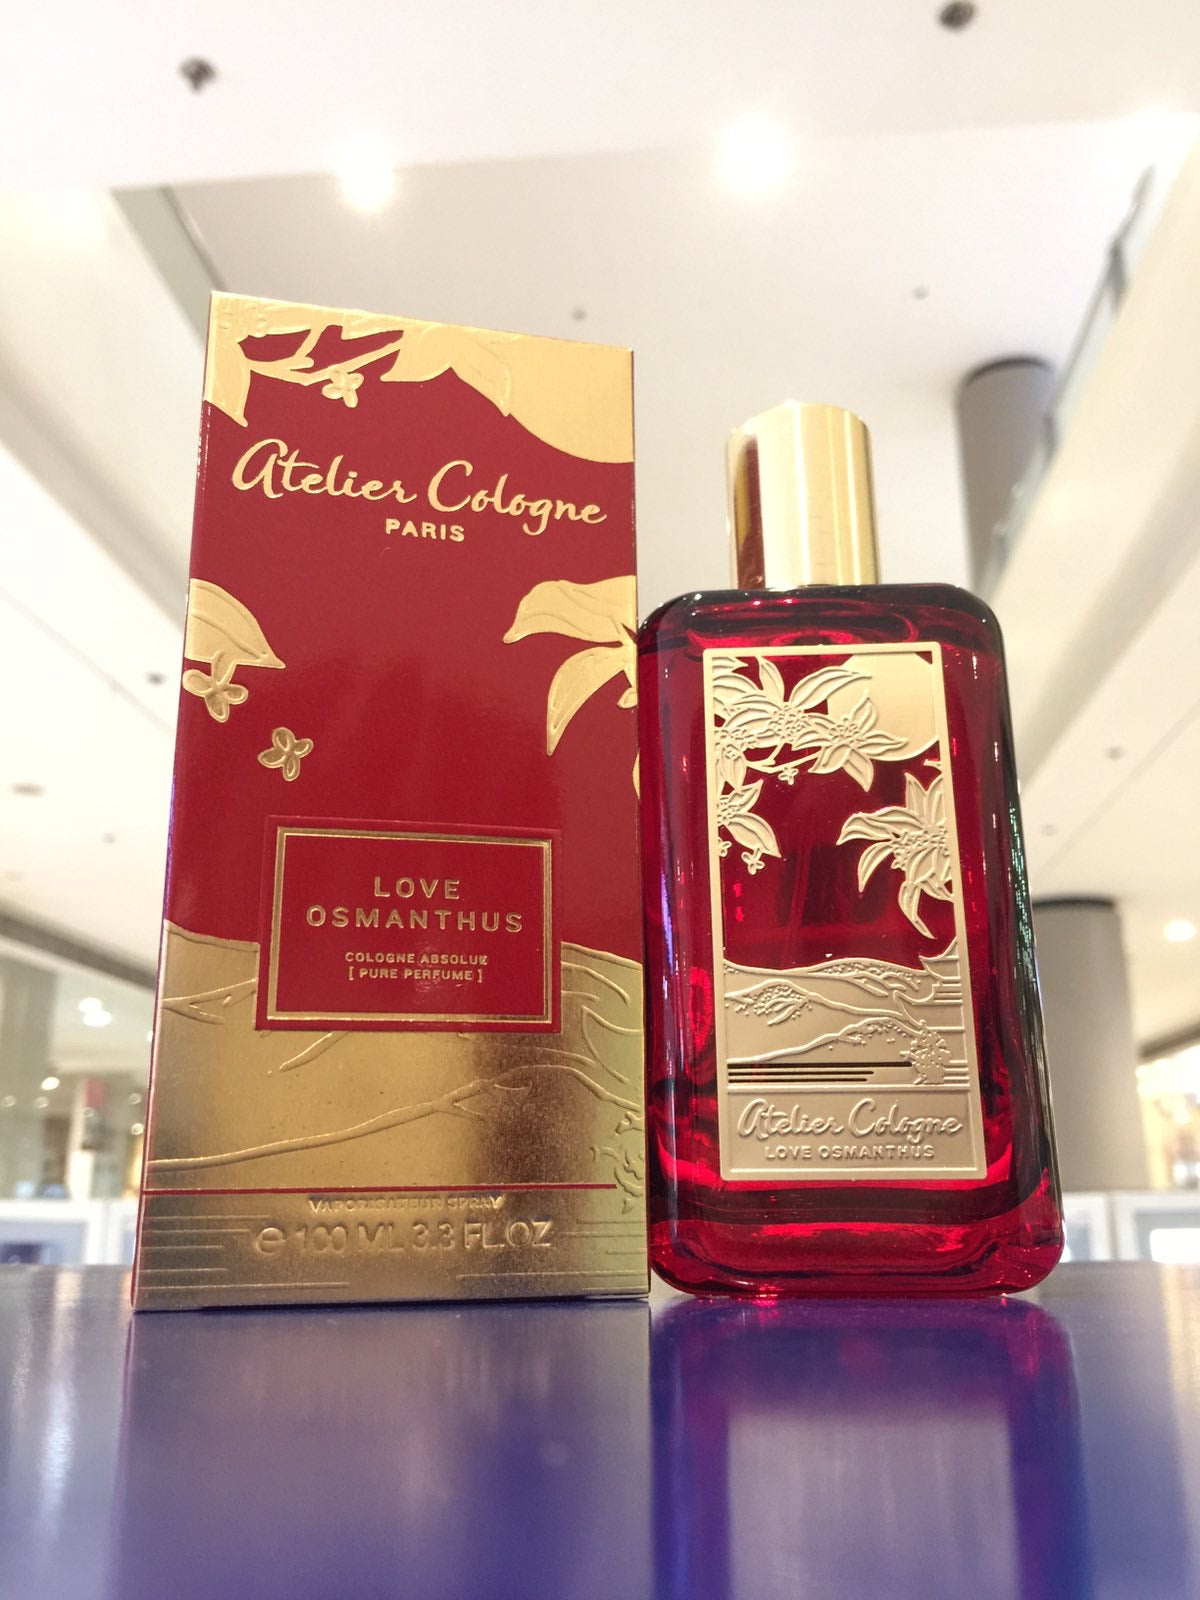 Atelier Cologne
PARIS
LOVE
OSMANTHUS
COLOGNE ABSOLUE
[ PURE PERFUME ]
VAPORISATEUR SPRAY
e 100 ML 3.3 FL.OZ
Atelier Cologne
LOVE OSMANTHUS